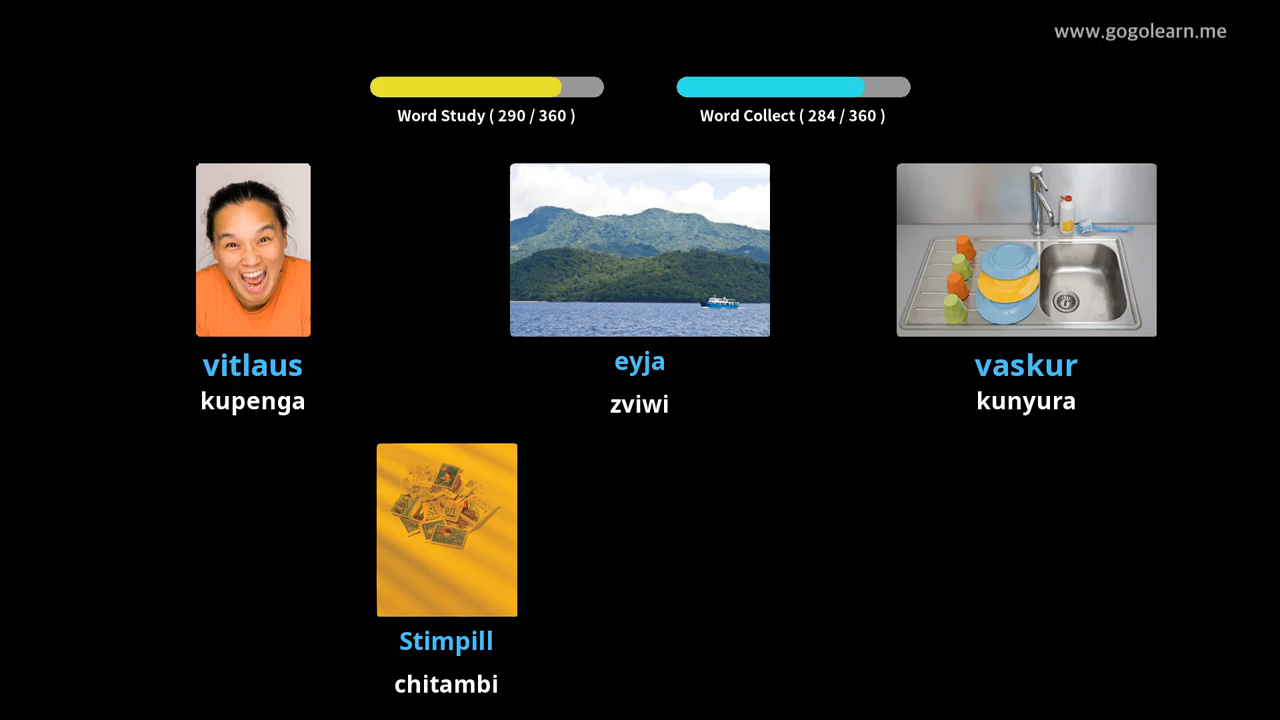 www.gogolearn.me
Word Study ( 290 / 360 )
Word Collect ( 284 / 360 )
vitlaus
kupenga
eyja
zviwi
vaskur
kunyura
Stimpill
chitambi